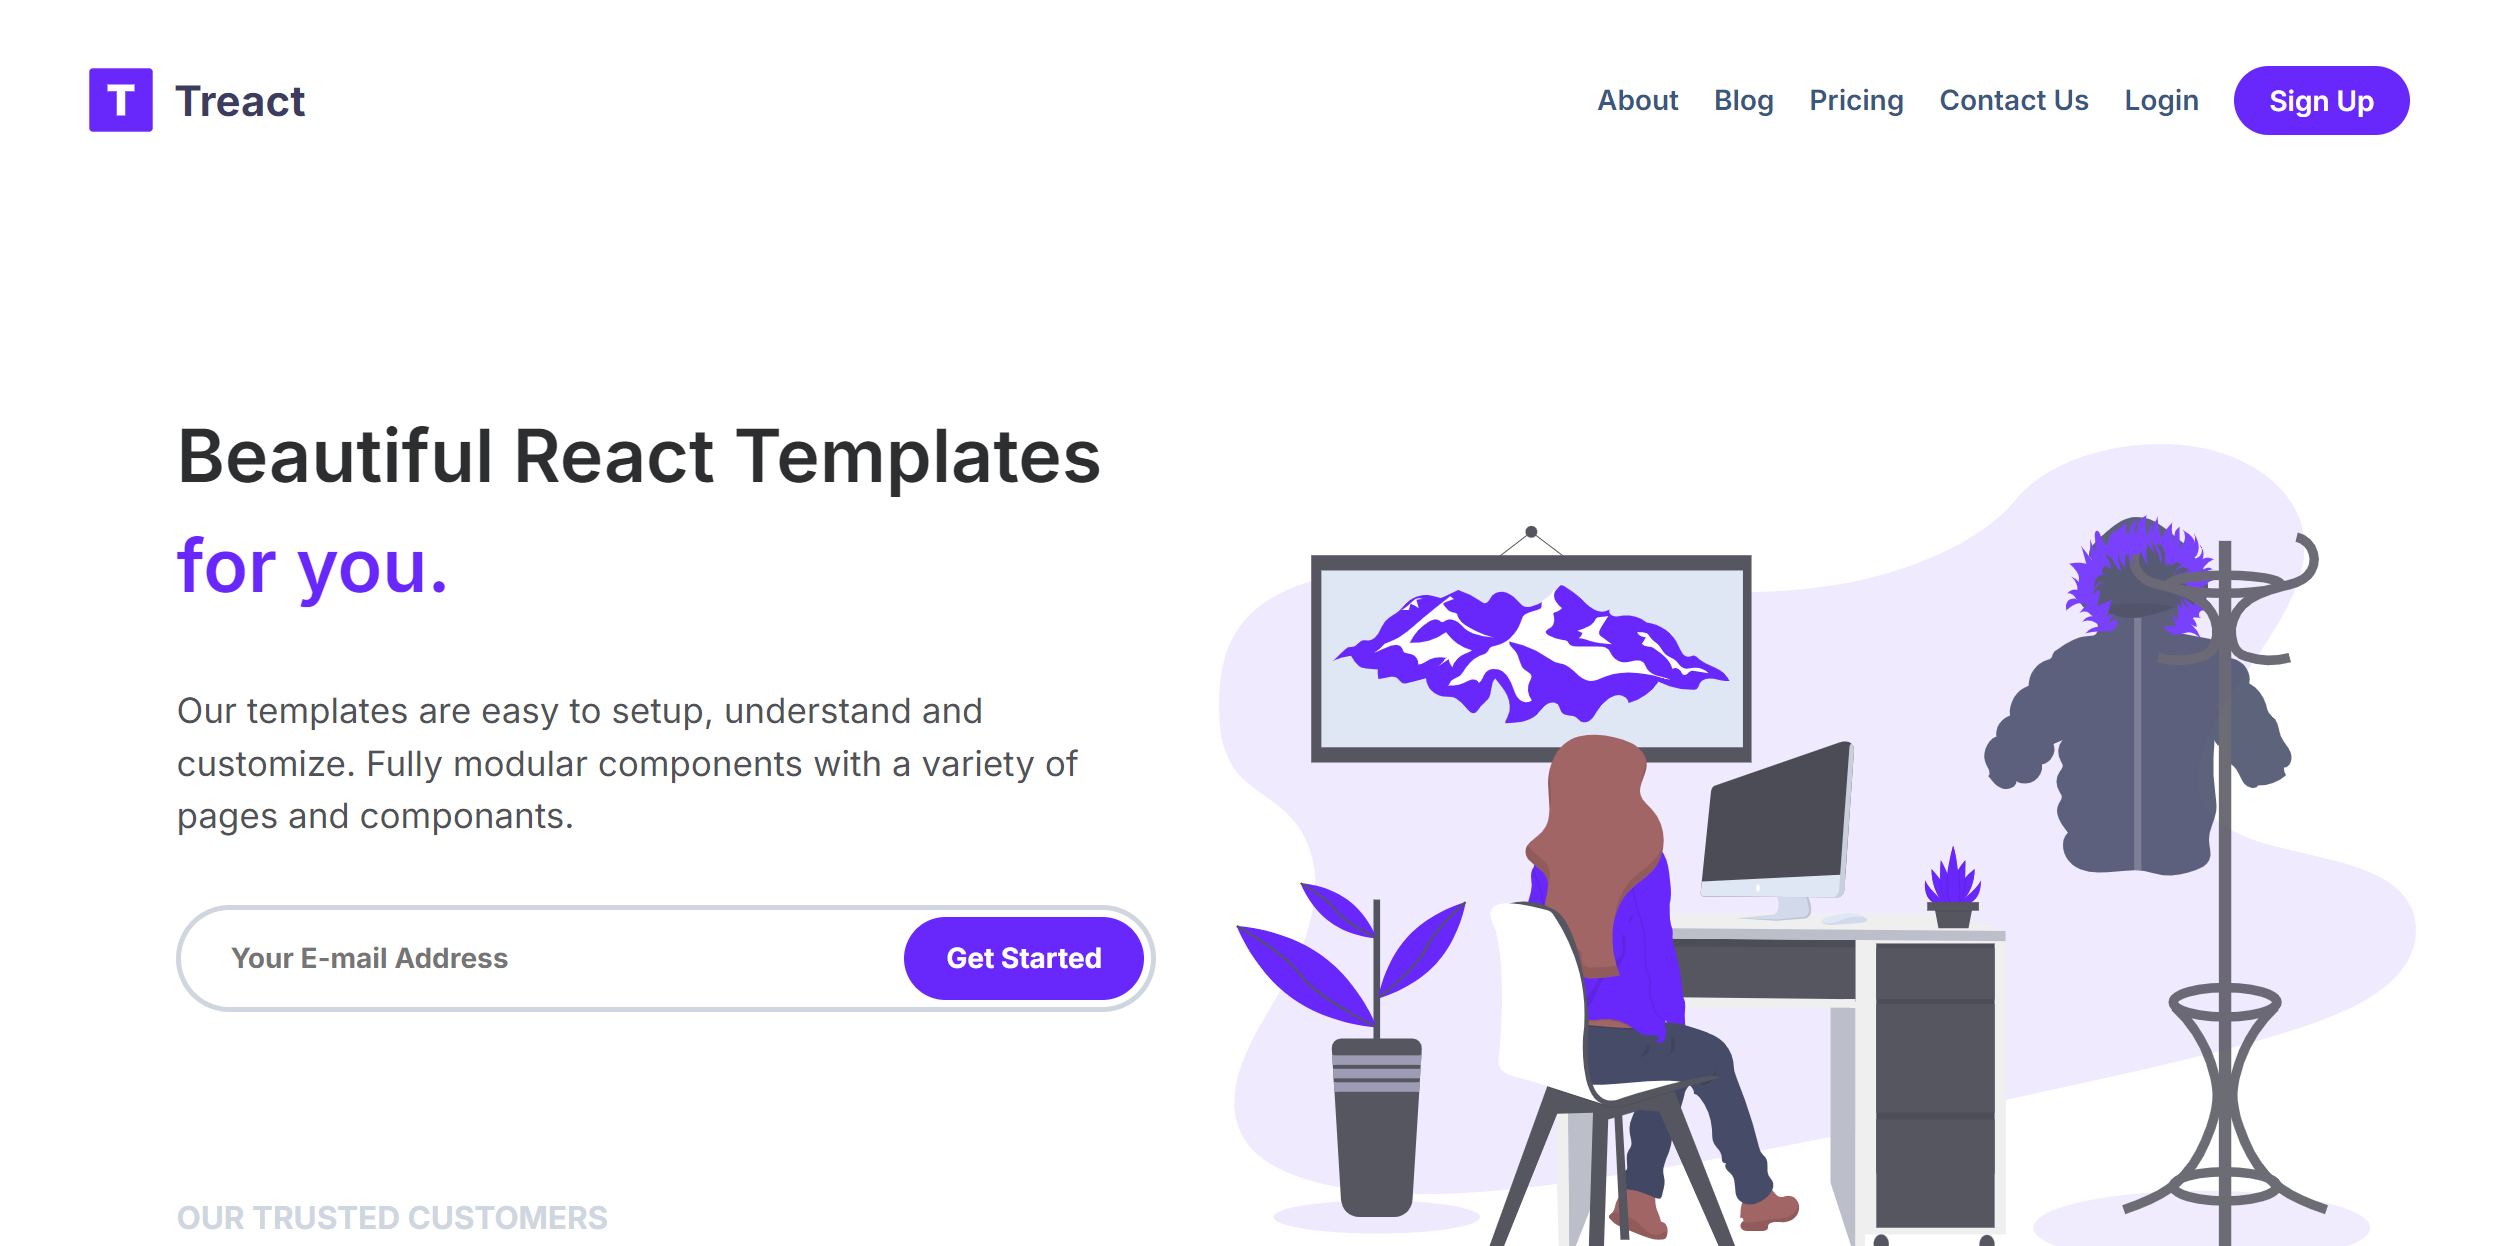 T Treact
About Blog Pricing Contact Us Login Sign Up
Beautiful React Templates
for you.
Our templates are easy to setup, understand and
customize. Fully modular components with a variety of
pages and componants.
Your E-mail Address Get Started
OUR TRUSTED CUSTOMERS